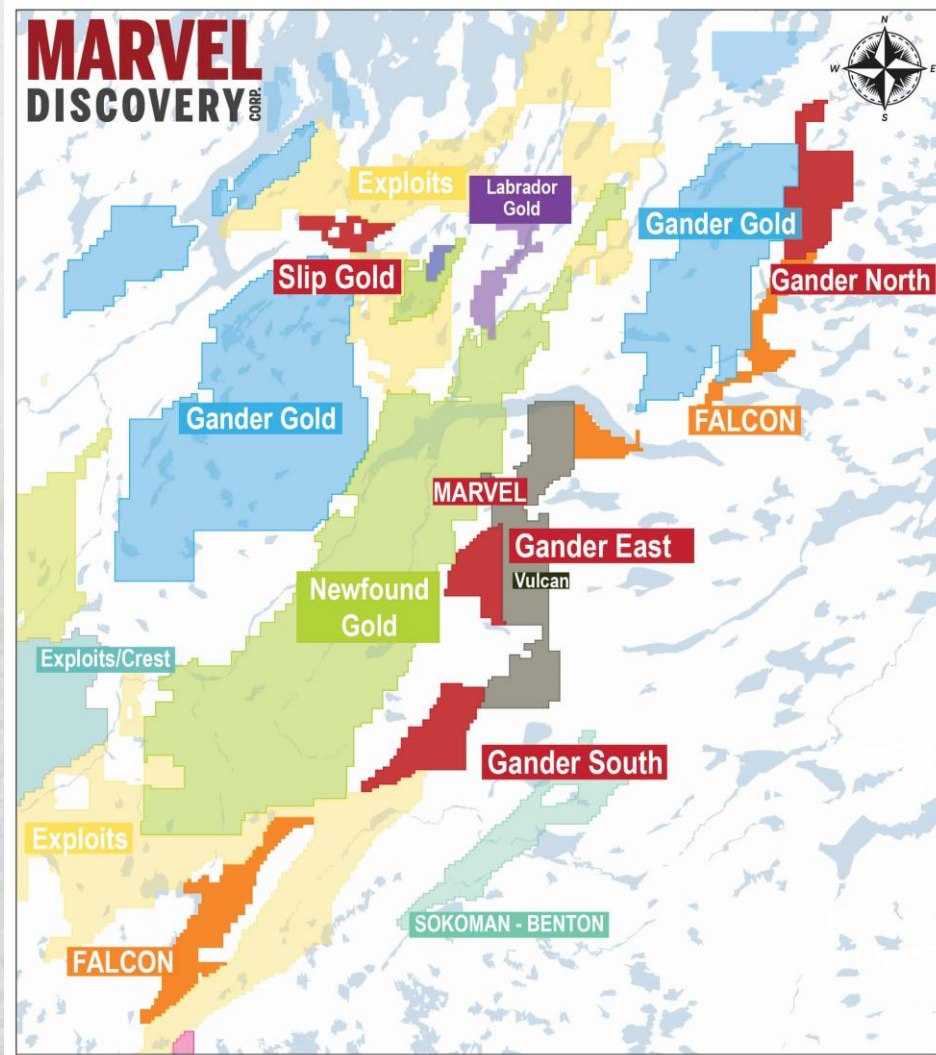 MARVEL
DISCOVERY CORP.
N
W E
S
Exploits
Labrador
Gold
Gander Gold
Slip Gold
Gander North
Gander Gold
FALCON
MARVEL
Gander East
Vulcan
Newfound
Gold
Exploits/Crest
Gander South
Exploits
SOKOMAN - BENTON
FALCON